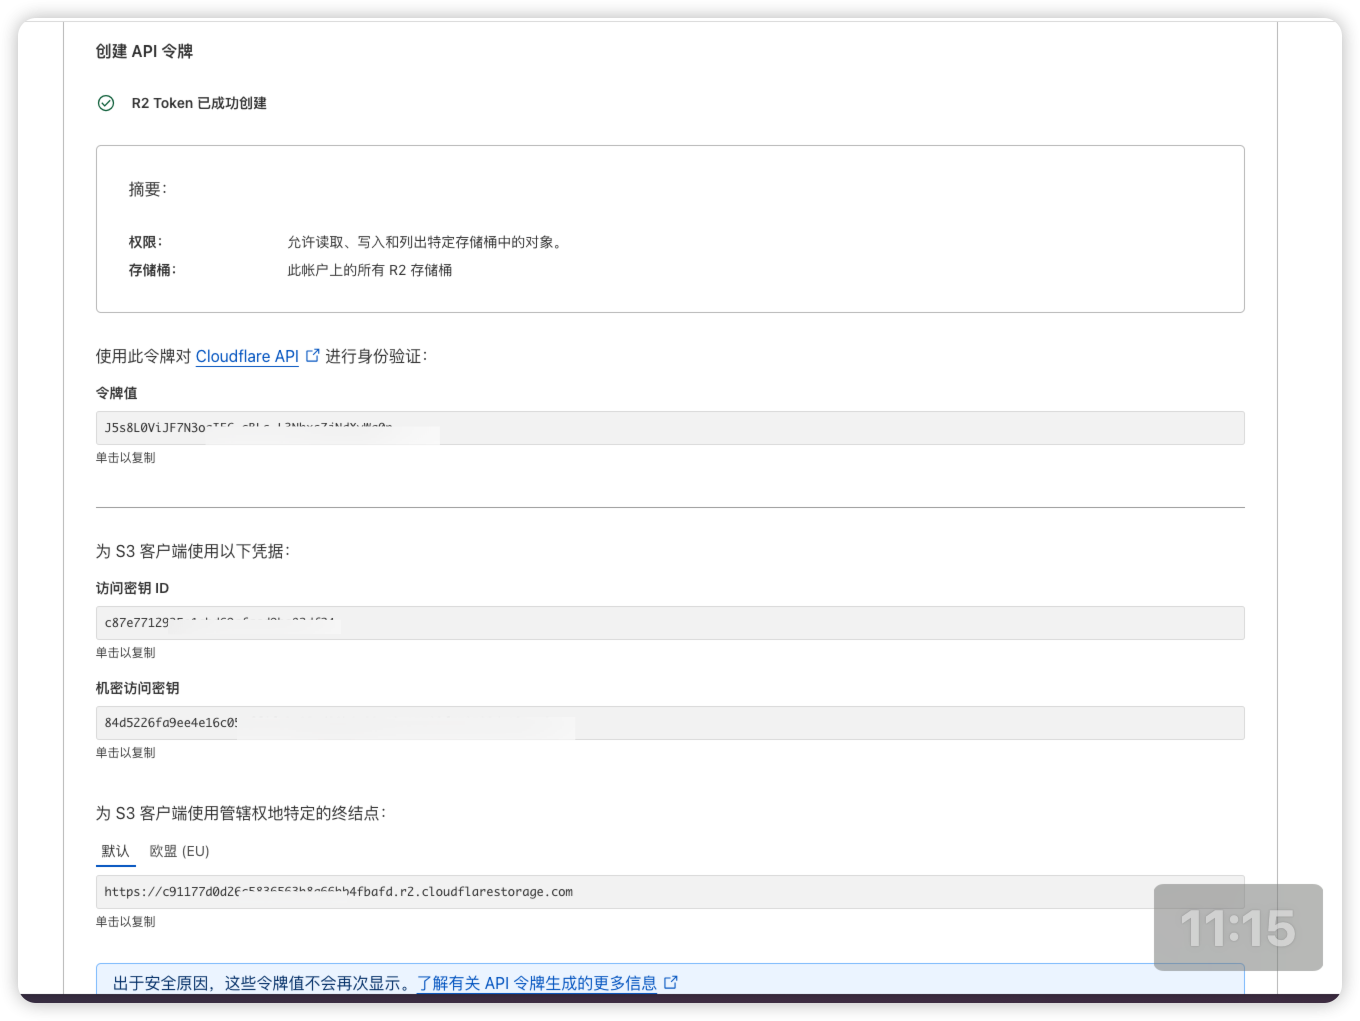 创建 API 令牌
R2 Token 已成功创建
摘要：
权限： 允许读取、写入和列出特定存储桶中的对象。
存储桶： 此帐户上的所有 R2 存储桶
使用此令牌对 Cloudflare API 进行身份验证：
令牌值
J5s8L0ViJF7N3o
单击以复制
为 S3 客户端使用以下凭据：
访问密钥 ID
c87e77129
单击以复制
机密访问密钥
84d5226fa9ee4e16c0
单击以复制
为 S3 客户端使用管辖权地特定的终结点：
默认 欧盟 (EU)
https://c91177d0d26 4fbafd.r2.cloudflarestorage.com
单击以复制
11:15
出于安全原因，这些令牌值不会再次显示。了解有关 API 令牌生成的更多信息